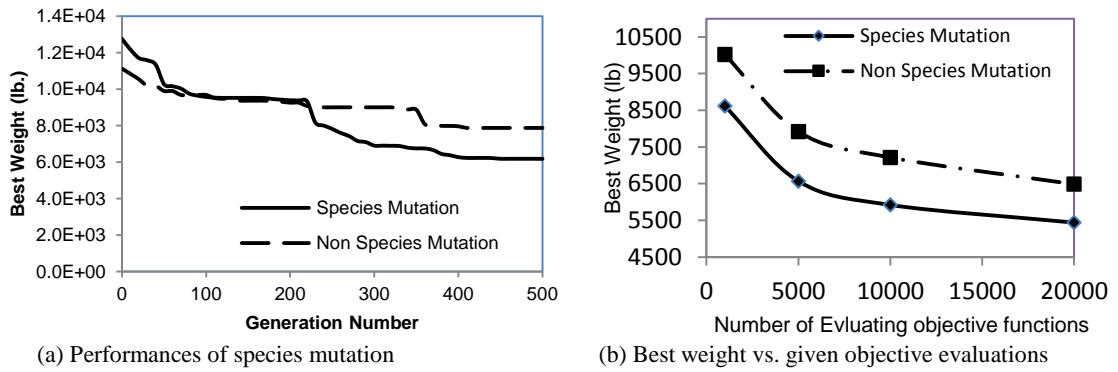 1.4E+04
1.2E+04
1.0E+04
8.0E+03
6.0E+03
4.0E+03
2.0E+03
0.0E+00
Best Weight (lb.)
Species Mutation
Non Species Mutation
0 100 200 300 400 500
Generation Number
(a) Performances of species mutation
10500
9500
8500
7500
6500
5500
4500
Best Weight (lb)
Species Mutation
Non Species Mutation
0 5000 10000 15000 20000
Number of Evluating objective functions
(b) Best weight vs. given objective evaluations